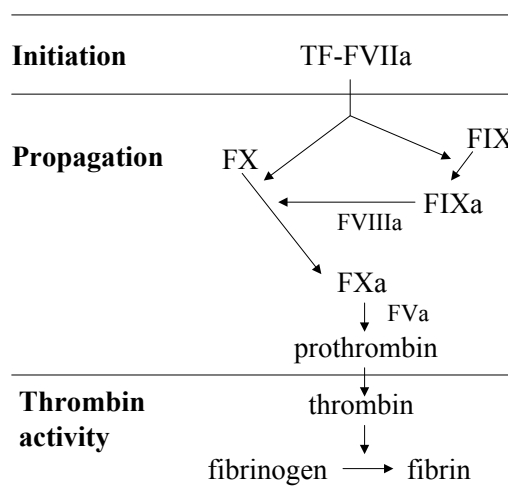 Initiation
TF-FVIIa
Propagation
FX
FIX
FIXa
FVIIIa
FXa
FVa
prothrombin
Thrombin
activity
thrombin
fibrinogen
fibrin